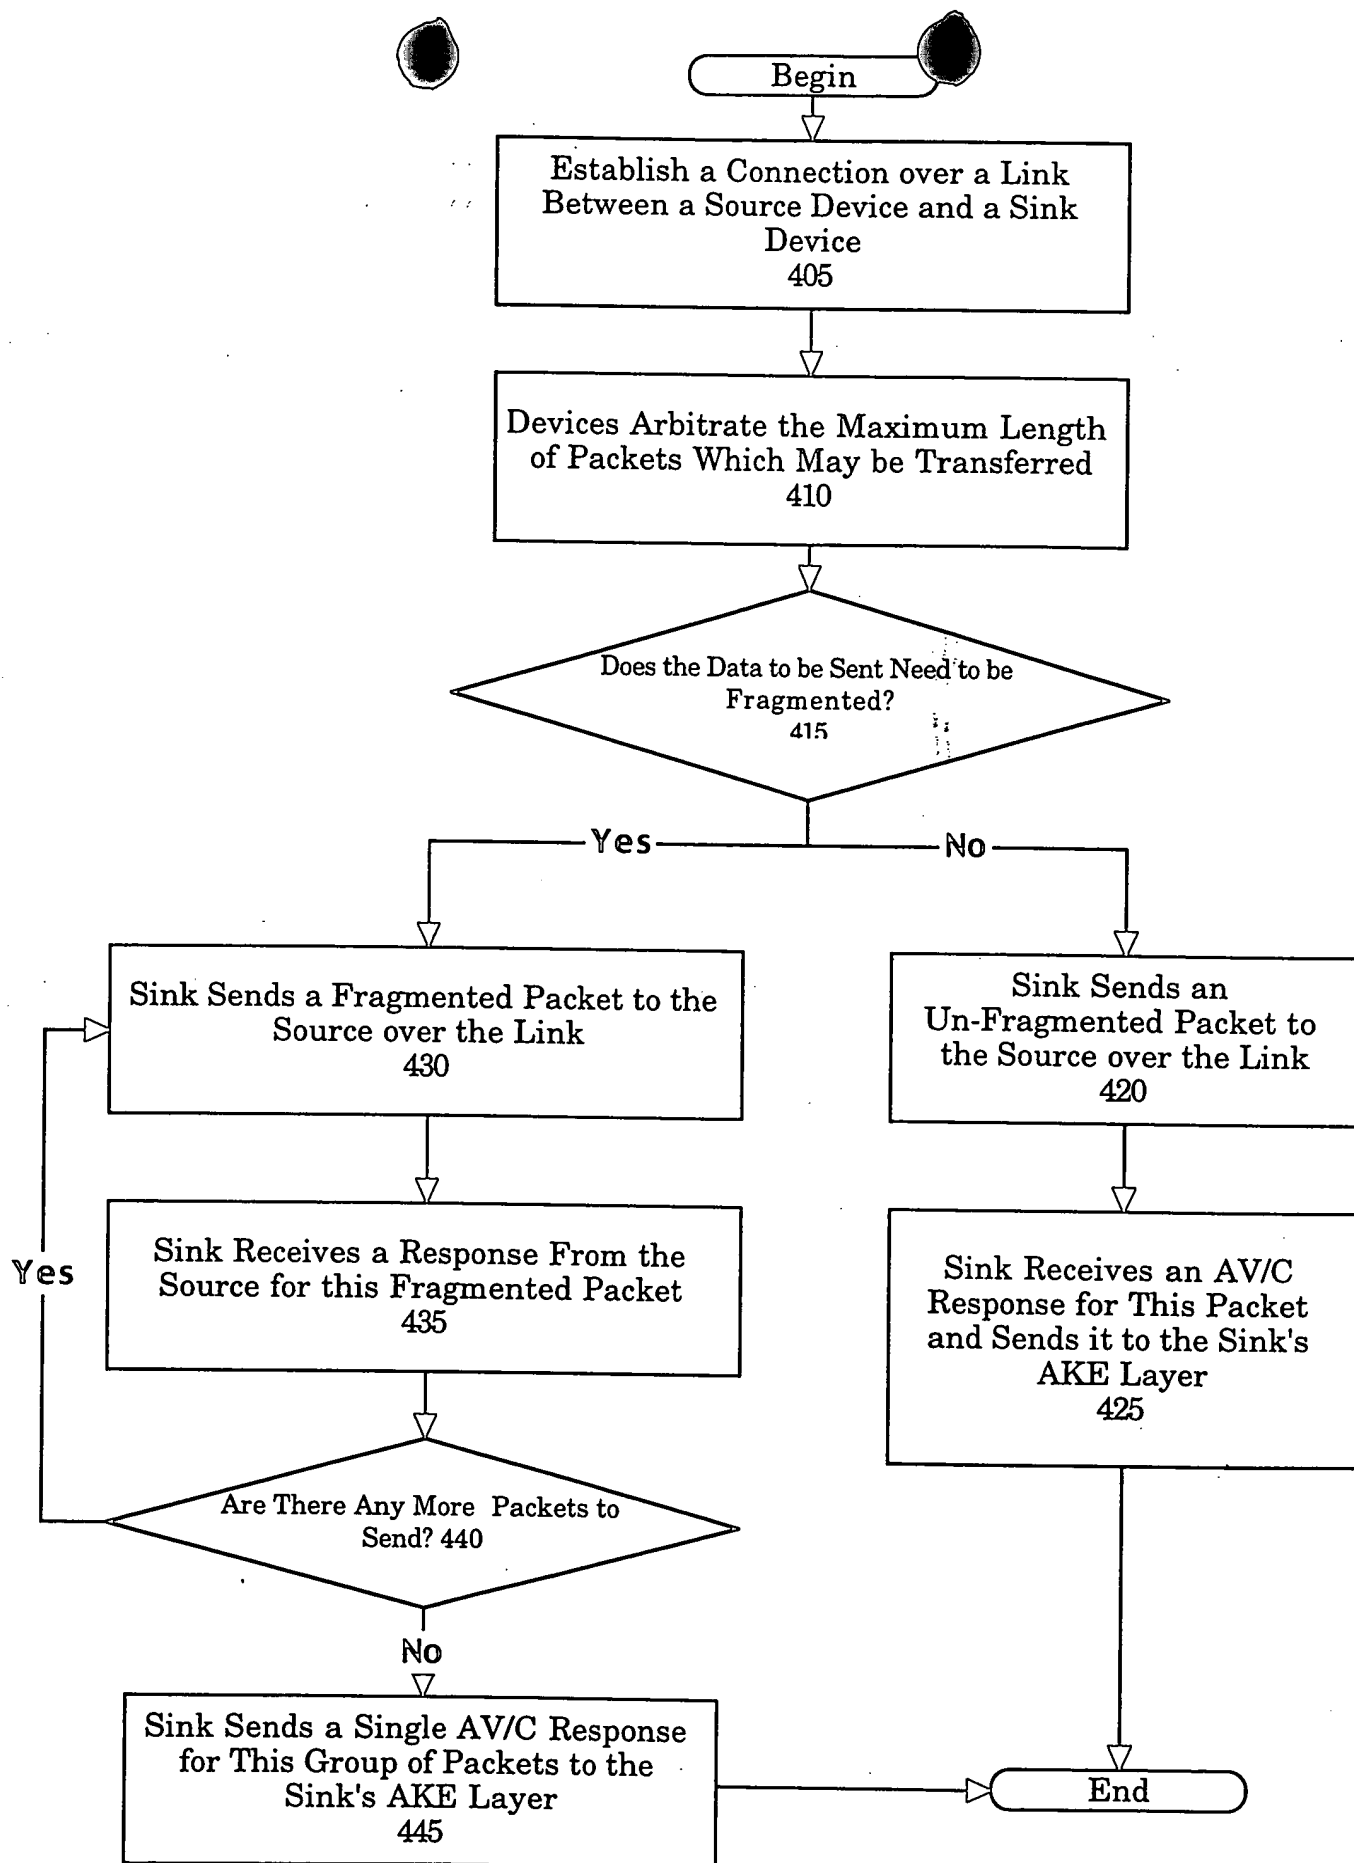 Begin
Establish a Connection over a Link
Between a Source Device and a Sink
Device
405
Devices Arbitrate the Maximum Length
of Packets Which May be Transferred
410
Does the Data to be Sent Need to be
Fragmented?
415
Yes
No
Sink Sends a Fragmented Packet to the
Source over the Link
430
Sink Sends an
Un-Fragmented Packet to
the Source over the Link
420
Sink Receives a Response From the
Source for this Fragmented Packet
435
Yes
Sink Receives an AV/C
Response for This Packet
and Sends it to the Sink's
AKE Layer
425
Are There Any More Packets to
Send? 440
No
Sink Sends a Single AV/C Response
for This Group of Packets to the
Sink's AKE Layer
445
End